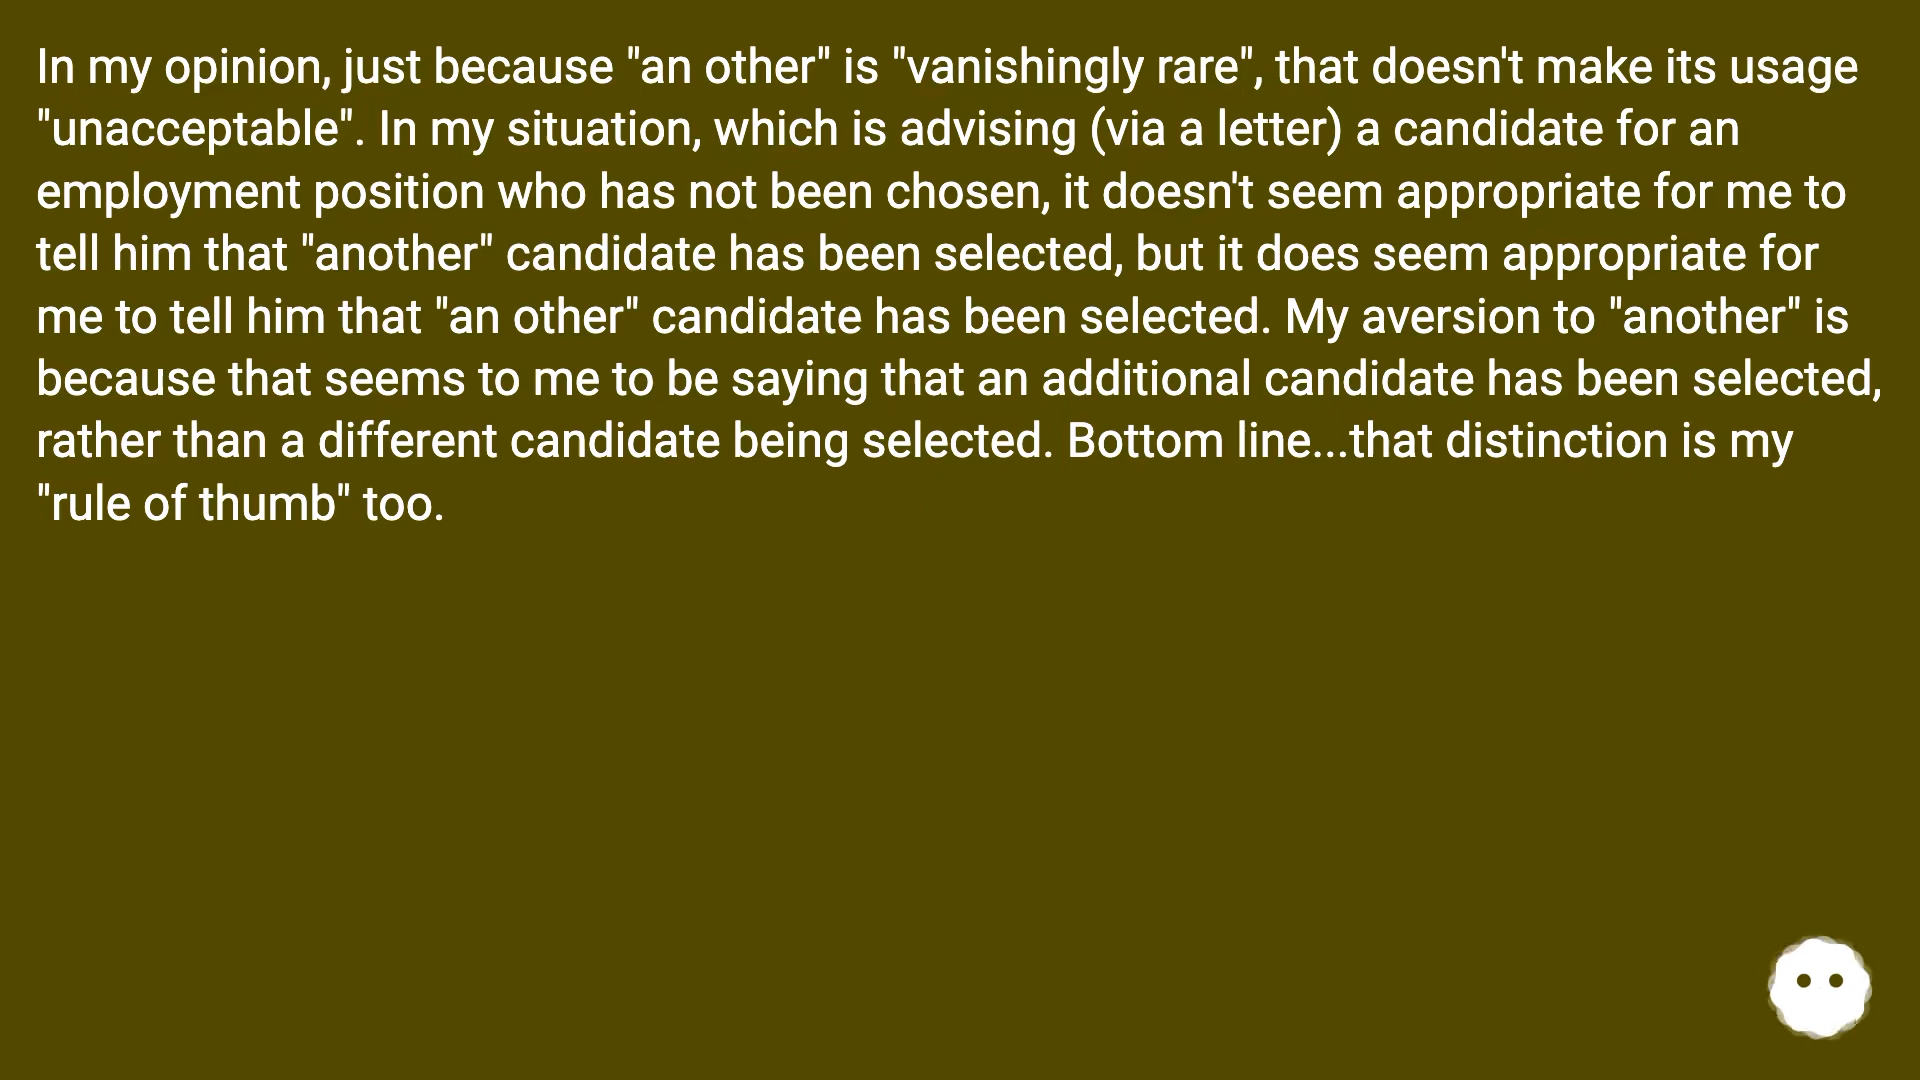 In my opinion, just because "an other" is "vanishingly rare", that doesn't make its usage
"unacceptable". In my situation, which is advising (via a letter) a candidate for an
employment position who has not been chosen, it doesn't seem appropriate for me to
tell him that "another" candidate has been selected, but it does seem appropriate for
me to tell him that "an other" candidate has been selected. My aversion to "another" is
because that seems to me to be saying that an additional candidate has been selected,
rather than a different candidate being selected. Bottom line...that distinction is my
"rule of thumb" too.